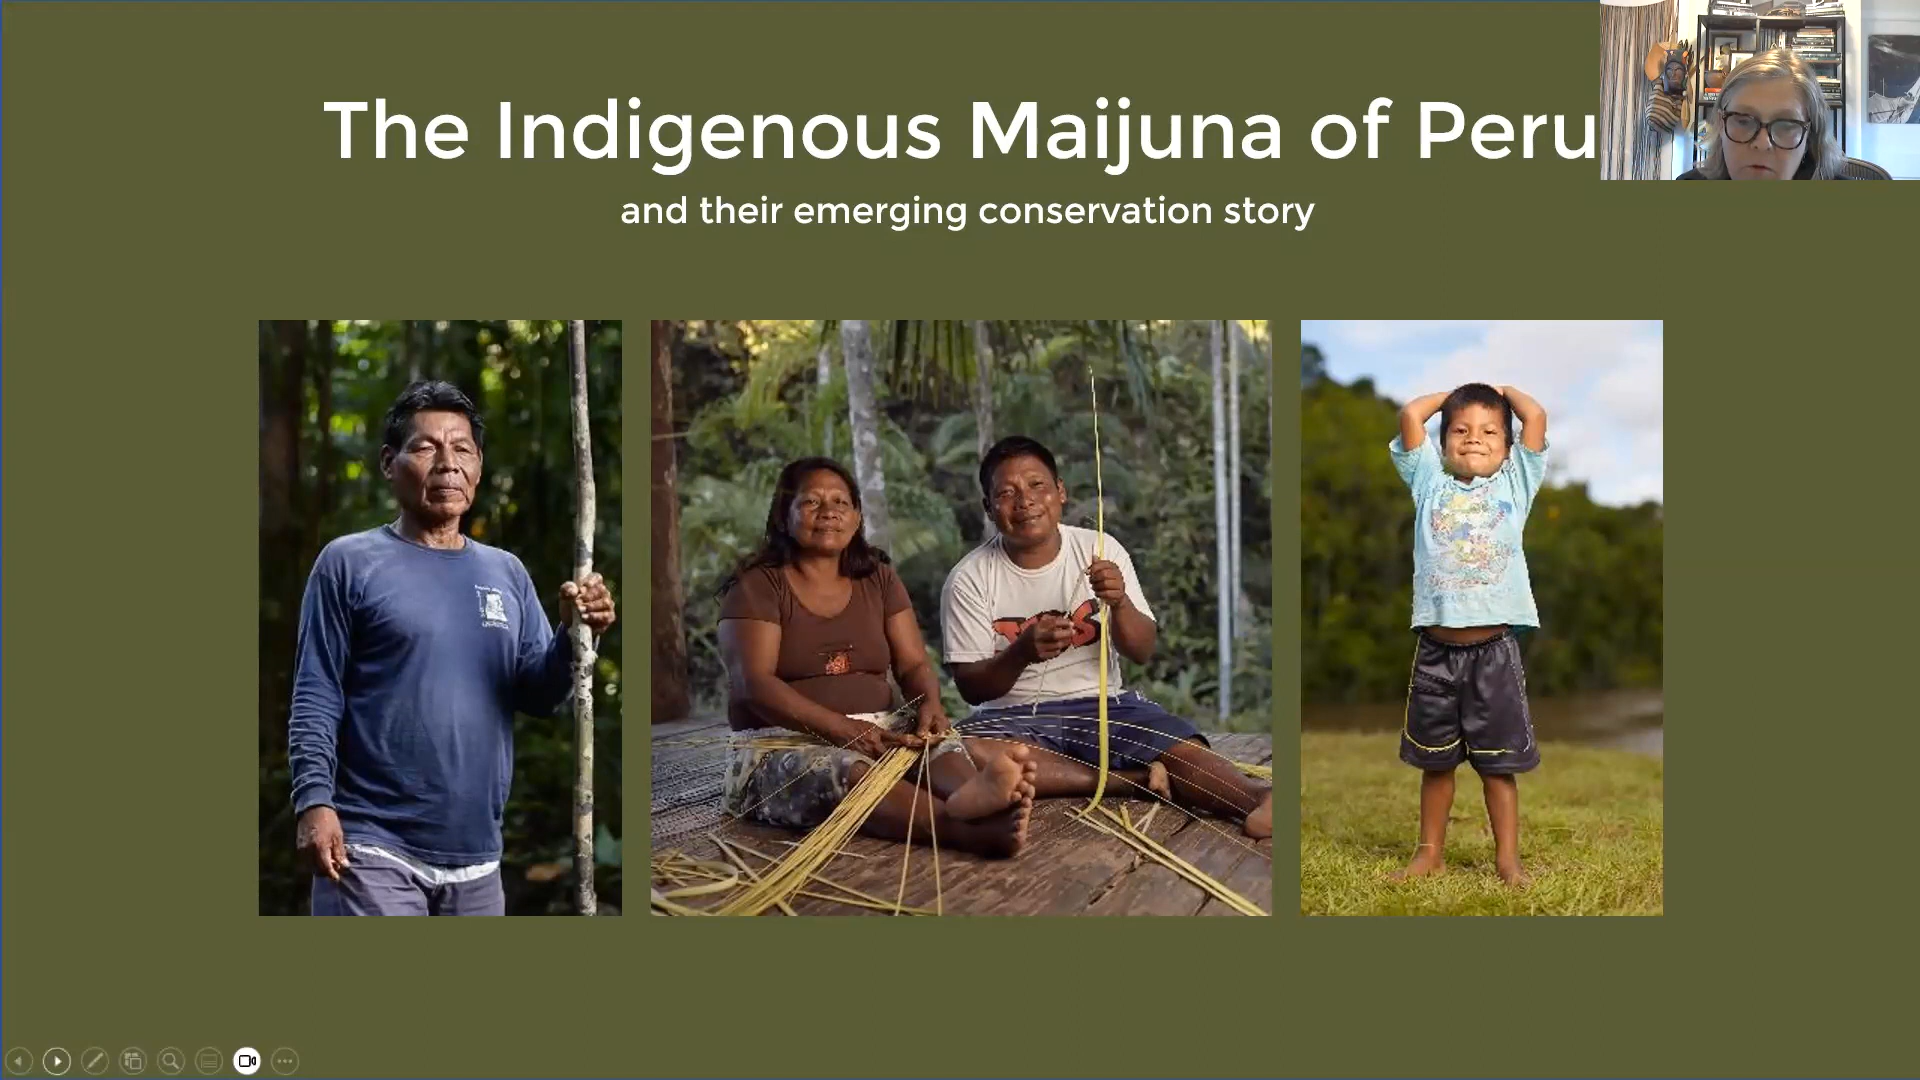 The Indigenous Maijuna of Peru
and their emerging conservation story